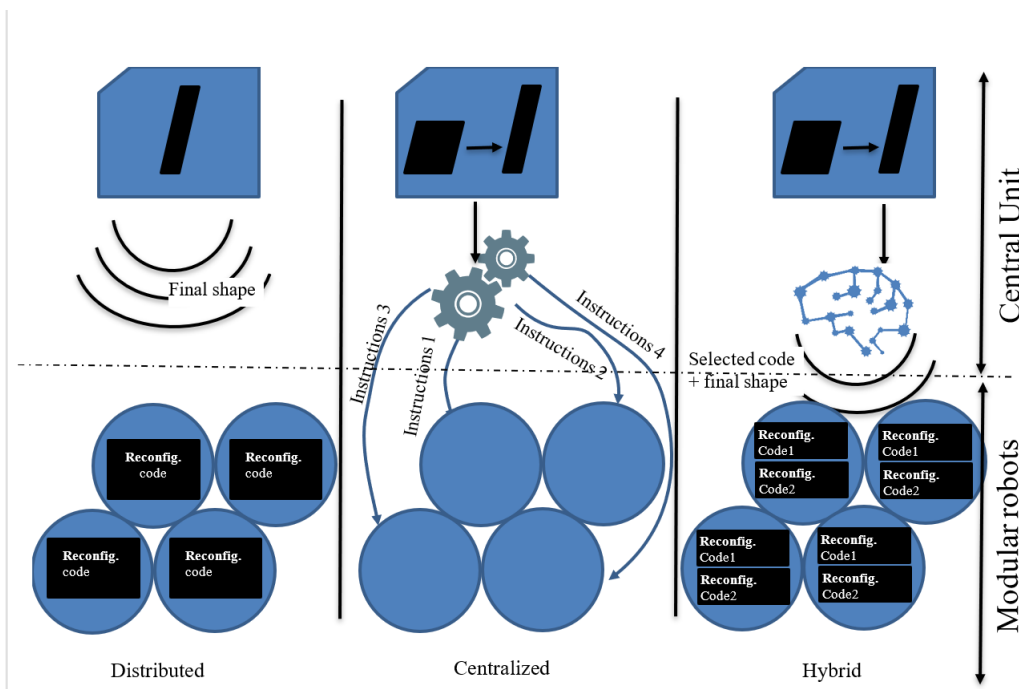 Final shape
Reconfig.
code
Reconfig.
code
Reconfig.
code
Reconfig.
code
Distributed
Instructions 3
Instructions 1
Instructions 2
Instructions 4
Centralized
Selected code
+ final shape
Reconfig.
Code1
Reconfig.
Code2
Reconfig.
Code1
Reconfig.
Code2
Reconfig.
Code1
Reconfig.
Code2
Reconfig.
Code1
Reconfig.
Code2
Hybrid
Central Unit
Modular robots